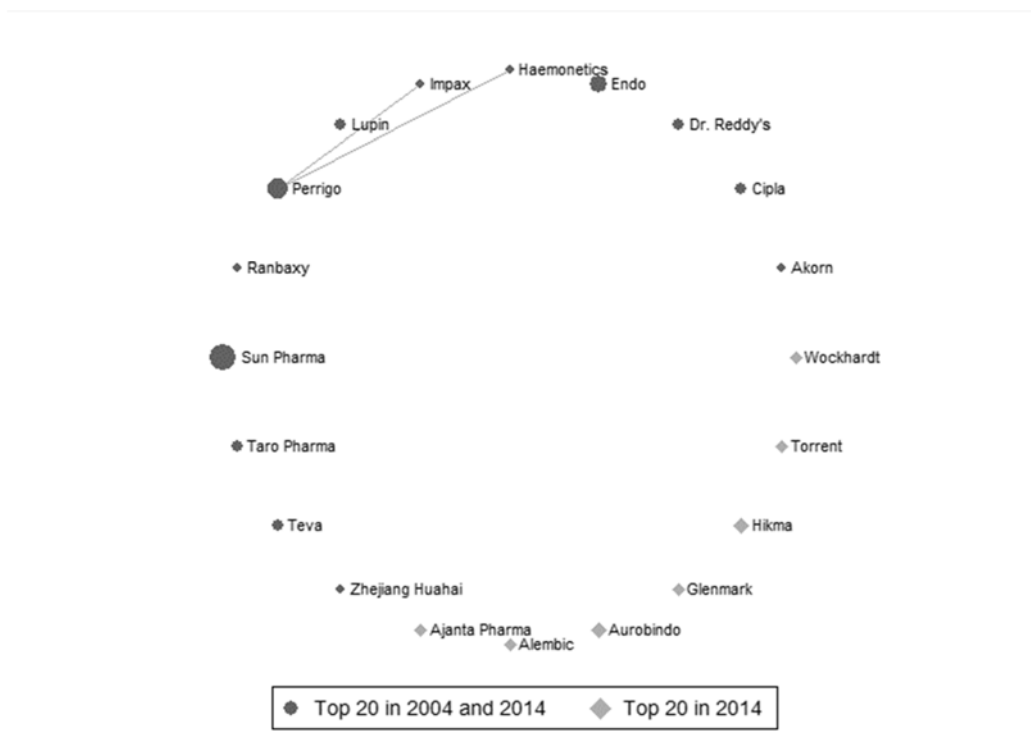 Haemonetics
Impax
Endo
Lupin
Dr. Reddy's
Perrigo
Cipla
Ranbaxy
Akorn
Sun Pharma
Wockhardt
Taro Pharma
Torrent
Teva
Hikma
Zhejiang Huahai
Glenmark
Ajanta Pharma
Aurobindo
Alembic
Top 20 in 2004 and 2014
Top 20 in 2014